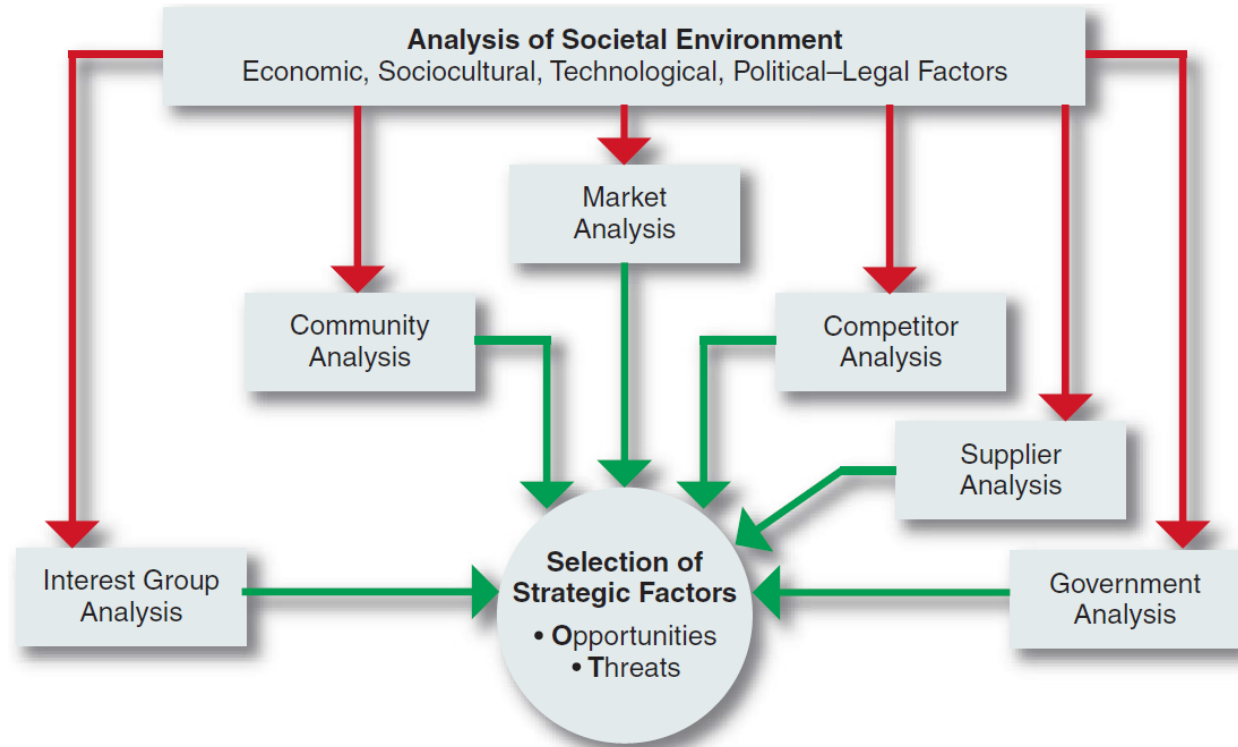 Analysis of Societal Environment
Economic, Sociocultural, Technological, Political–Legal Factors
Market
Analysis
Community
Analysis
Competitor
Analysis
Supplier
Analysis
Interest Group
Analysis
Selection of
Strategic Factors
• Opportunities
• Threats
Government
Analysis